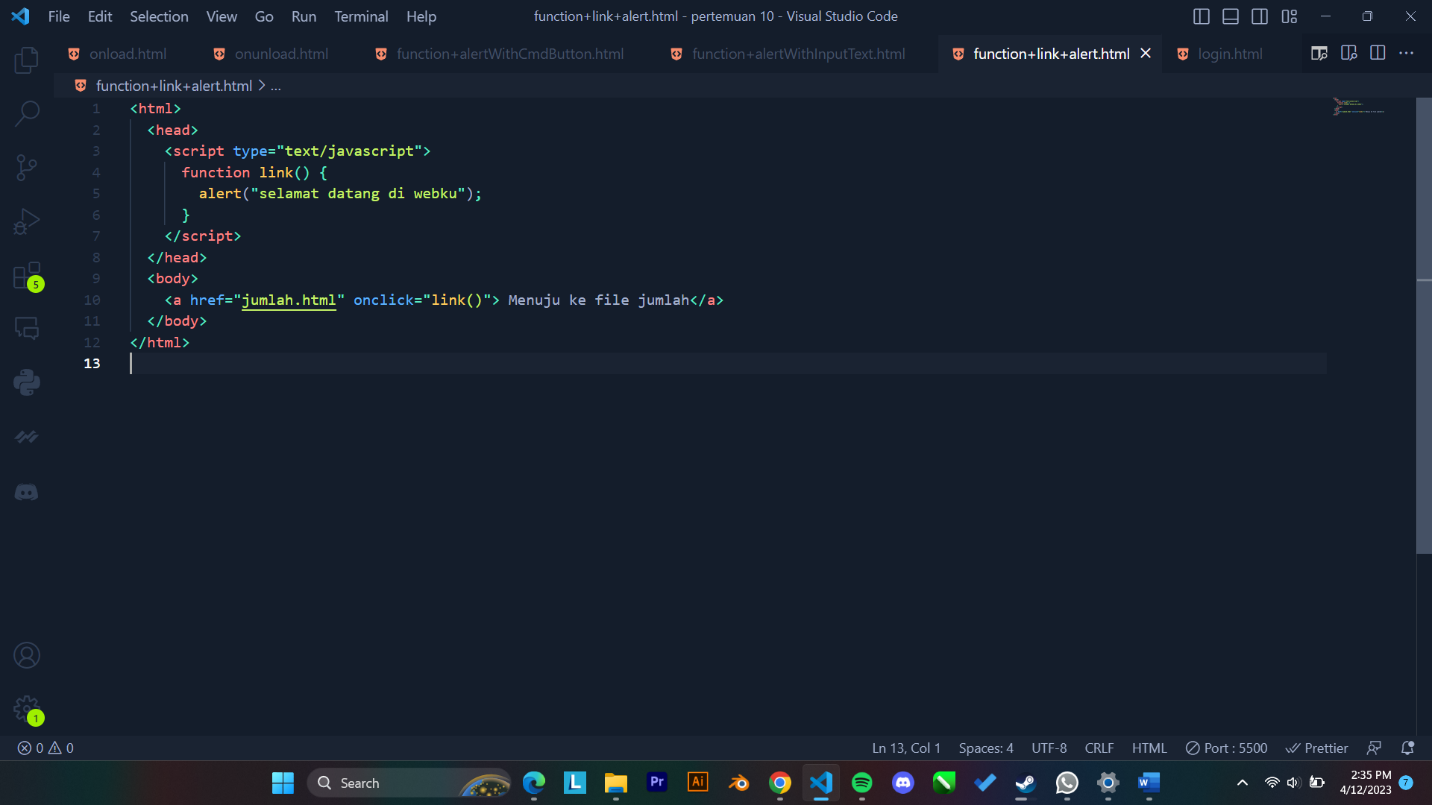 File Edit Selection View Go Run Terminal Help function+link+alert.html - pertemuan 10 - Visual Studio Code
onload.html onunload.html function+alertWithCmdButton.html function+alertWithInputText.html function+link+alert.html login.html
function+link+alert.html > ...
1 <html>
2 <head>
3 <script type="text/javascript">
4 function link() {
5 alert("selamat datang di webku");
6 }
7 </script>
8 </head>
9 <body>
10 <a href="jumlah.html" onclick="link()"> Menuju ke file jumlah</a>
11 </body>
12 </html>
13
5
1
0 0 Ln 13, Col 1 Spaces: 4 UTF-8 CRLF HTML Port : 5500 Prettier
Search L Pr Ai W 2:35 PM
4/12/2023 7